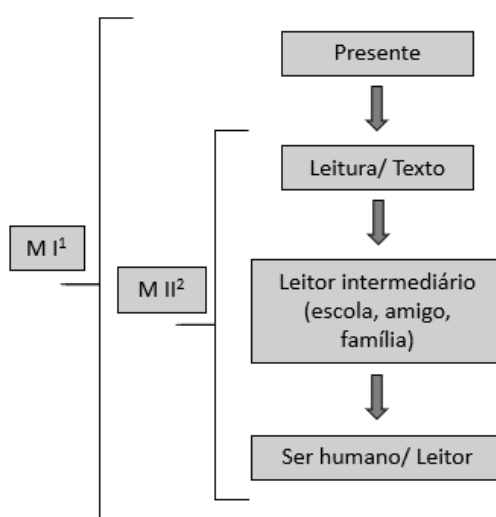 Presente
Leitura/ Texto
M I¹
M II²
Leitor intermediário
(escola, amigo,
família)
Ser humano/ Leitor